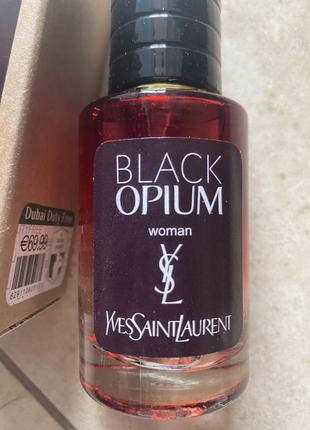 BLACK
OPIUM
woman
YSL
YVESSAINTLAURENT
Dubai Duty Free
€69.99